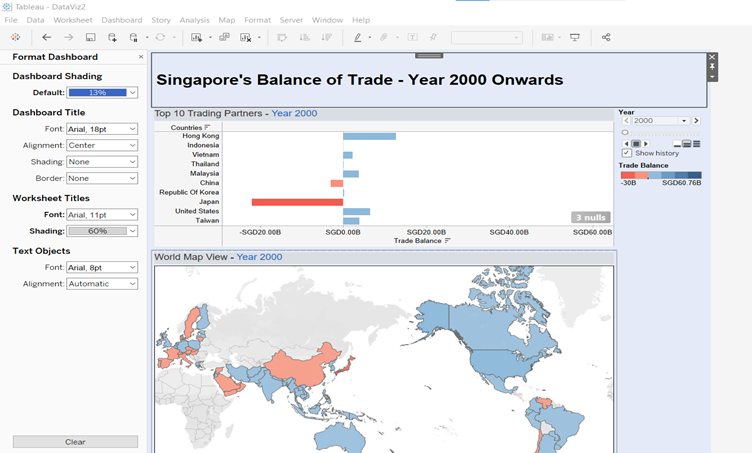 Tableau - DataViz2
File Data Worksheet Dashboard Story Analysis Map Format Server Window Help
Format Dashboard
Dashboard Shading
Default: 13%
Dashboard Title
Font: Arial, 18pt
Alignment: Center
Shading: None
Border: None
Worksheet Titles
Font: Arial, 11pt
Shading: 60%
Text Objects
Font: Arial, 8pt
Alignment: Automatic
Clear
Singapore's Balance of Trade - Year 2000 Onwards
Top 10 Trading Partners - Year 2000
Countries
Hong Kong
Indonesia
Vietnam
Thailand
Malaysia
China
Republic Of Korea
Japan
United States
Taiwan
3 nulls
-SGD20.00B SGD0.00B SGD20.00B SGD40.00B SGD60.00B
Trade Balance
Year
2000
Show history
Trade Balance
-30B SGD60.76B
World Map View - Year 2000